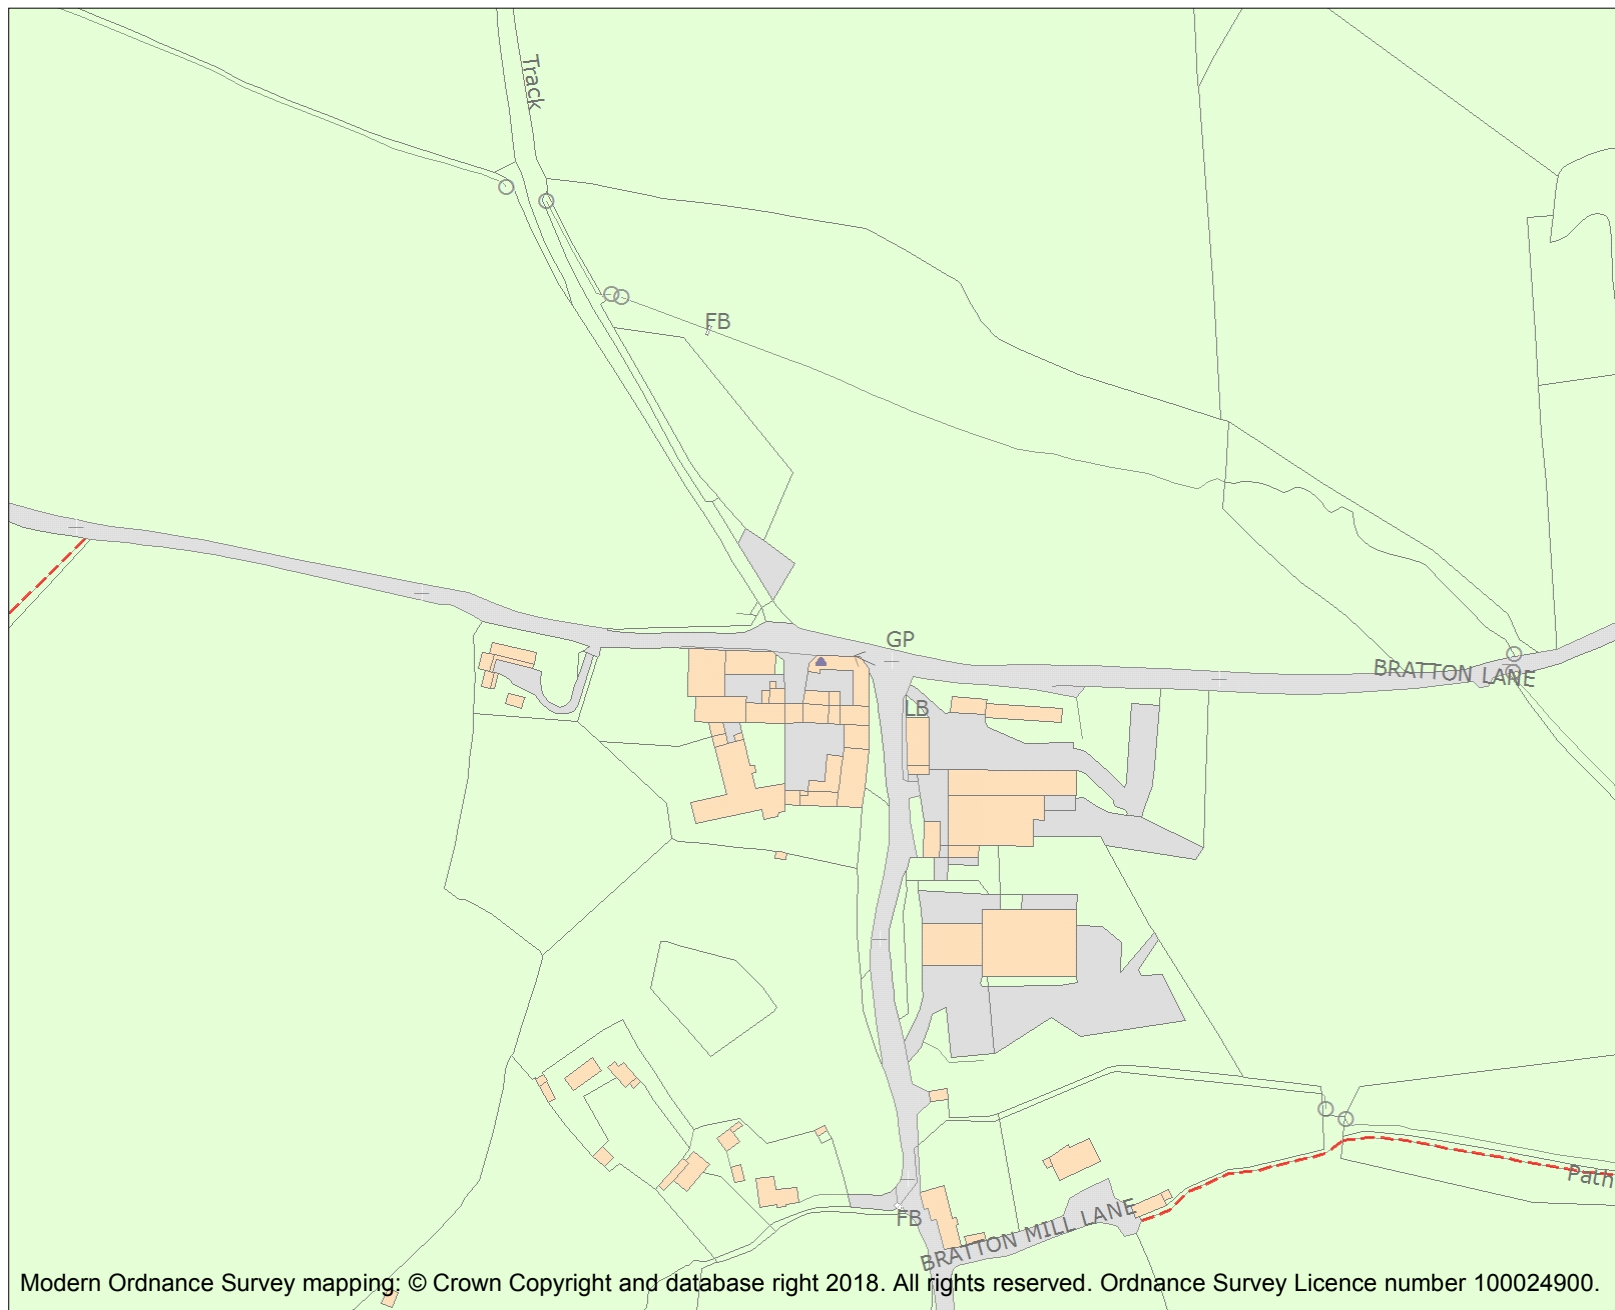 Track
FB
GP
BRATTON LANE
LB
Path
FB
BRATTON MILL LANE
Modern Ordnance Survey mapping: © Crown Copyright and database right 2018. All rights reserved. Ordnance Survey Licence number 100024900.